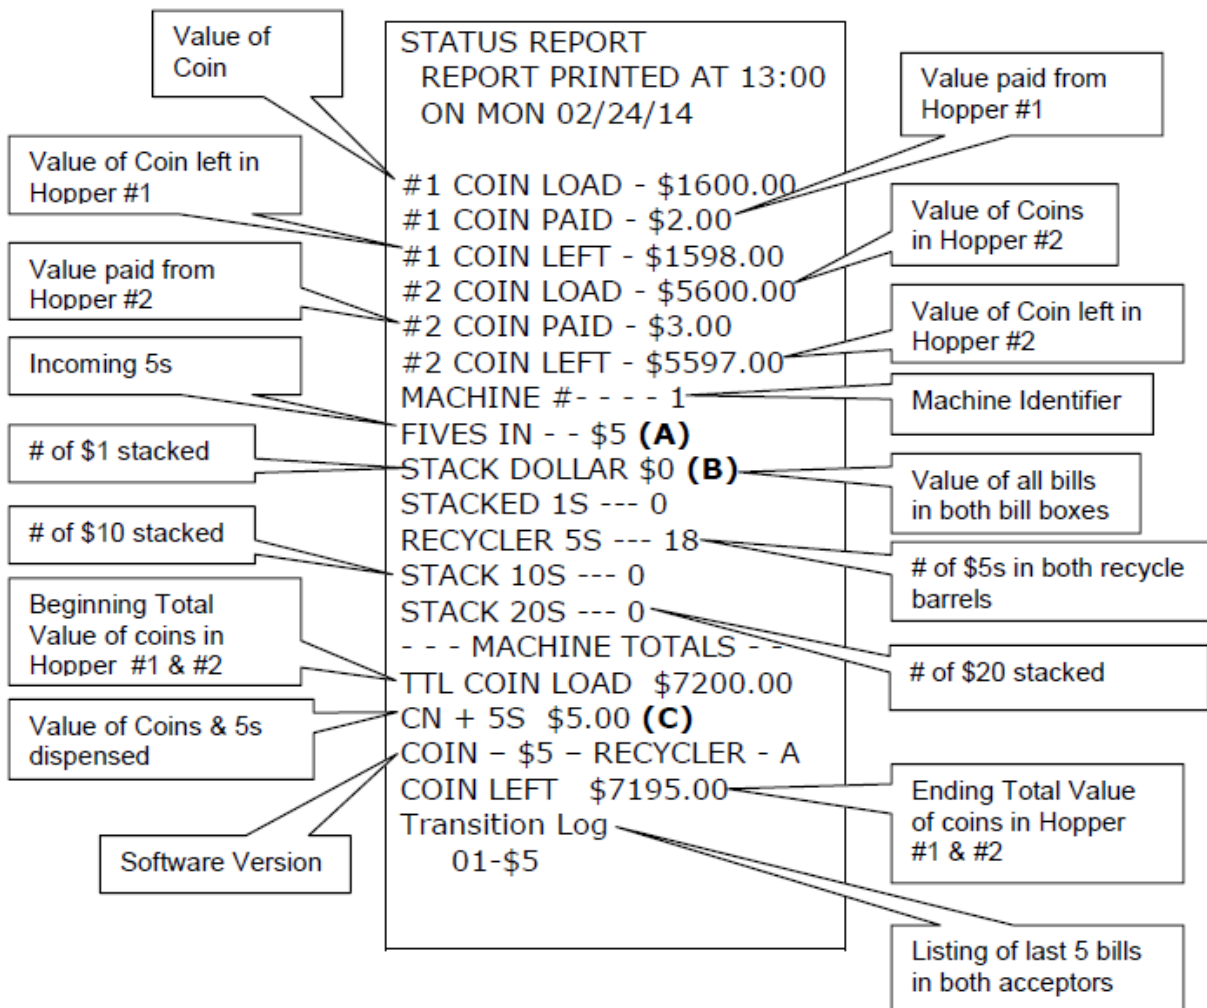 Value of
Coin
Value of Coin left in
Hopper #1
Value paid from
Hopper #2
Incoming 5s
# of $1 stacked
# of $10 stacked
Beginning Total
Value of coins in
Hopper #1 & #2
Value of Coins & 5s
dispensed
Software Version
STATUS REPORT
REPORT PRINTED AT 13:00
ON MON 02/24/14
#1 COIN LOAD - $1600.00
#1 COIN PAID - $2.00
#1 COIN LEFT - $1598.00
#2 COIN LOAD - $5600.00
#2 COIN PAID - $3.00
#2 COIN LEFT - $5597.00
MACHINE #- - - - 1
FIVES IN - - $5 (A)
STACK DOLLAR $0 (B)
STACKED 1S --- 0
RECYCLER 5S --- 18
STACK 10S --- 0
STACK 20S --- 0
- - - MACHINE TOTALS - -
TTL COIN LOAD $7200.00
CN + 5S $5.00 (C)
COIN – $5 – RECYCLER - A
COIN LEFT $7195.00
Transition Log
01-$5
Value paid from
Hopper #1
Value of Coins
in Hopper #2
Value of Coin left in
Hopper #2
Machine Identifier
Value of all bills
in both bill boxes
# of $5s in both recycle
barrels
# of $20 stacked
Ending Total Value
of coins in Hopper
#1 & #2
Listing of last 5 bills
in both acceptors